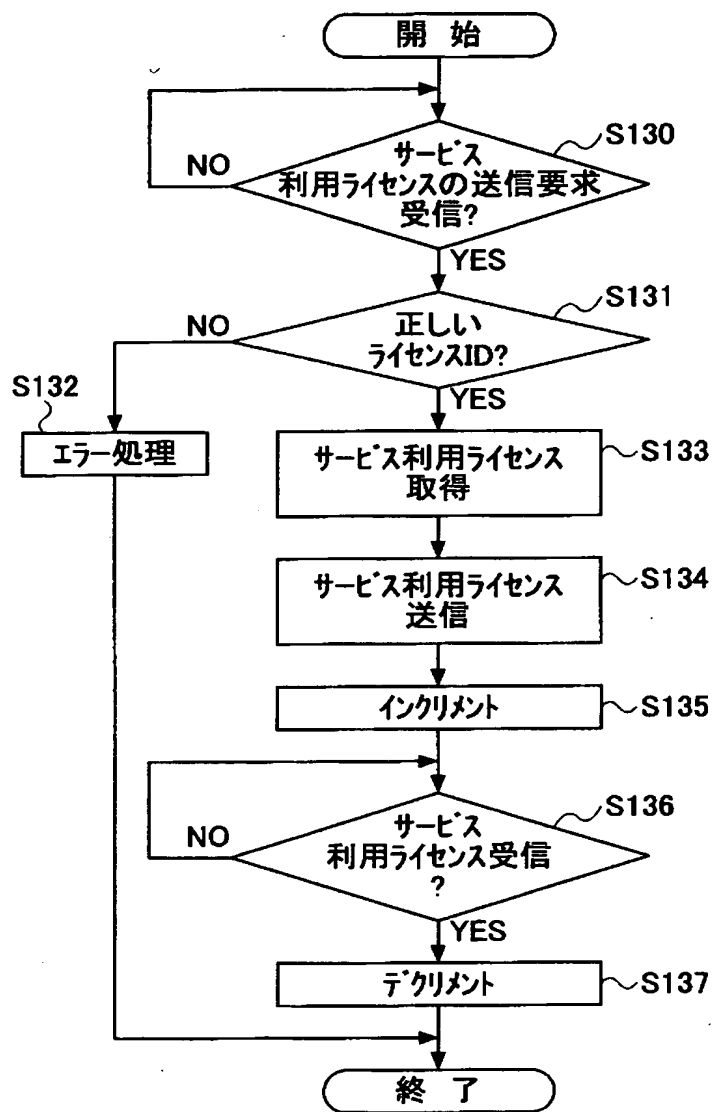 開始
S130
サービス
利用ライセンスの送信要求
受信?
NO
YES
S131
正しい
ライセンスID?
NO
YES
S132
エラー処理
サービス利用ライセンス
取得
S133
サービス利用ライセンス
送信
S134
インクリメント
S135
S136
サービス
利用ライセンス受信
?
NO
YES
デクリメント
S137
終了